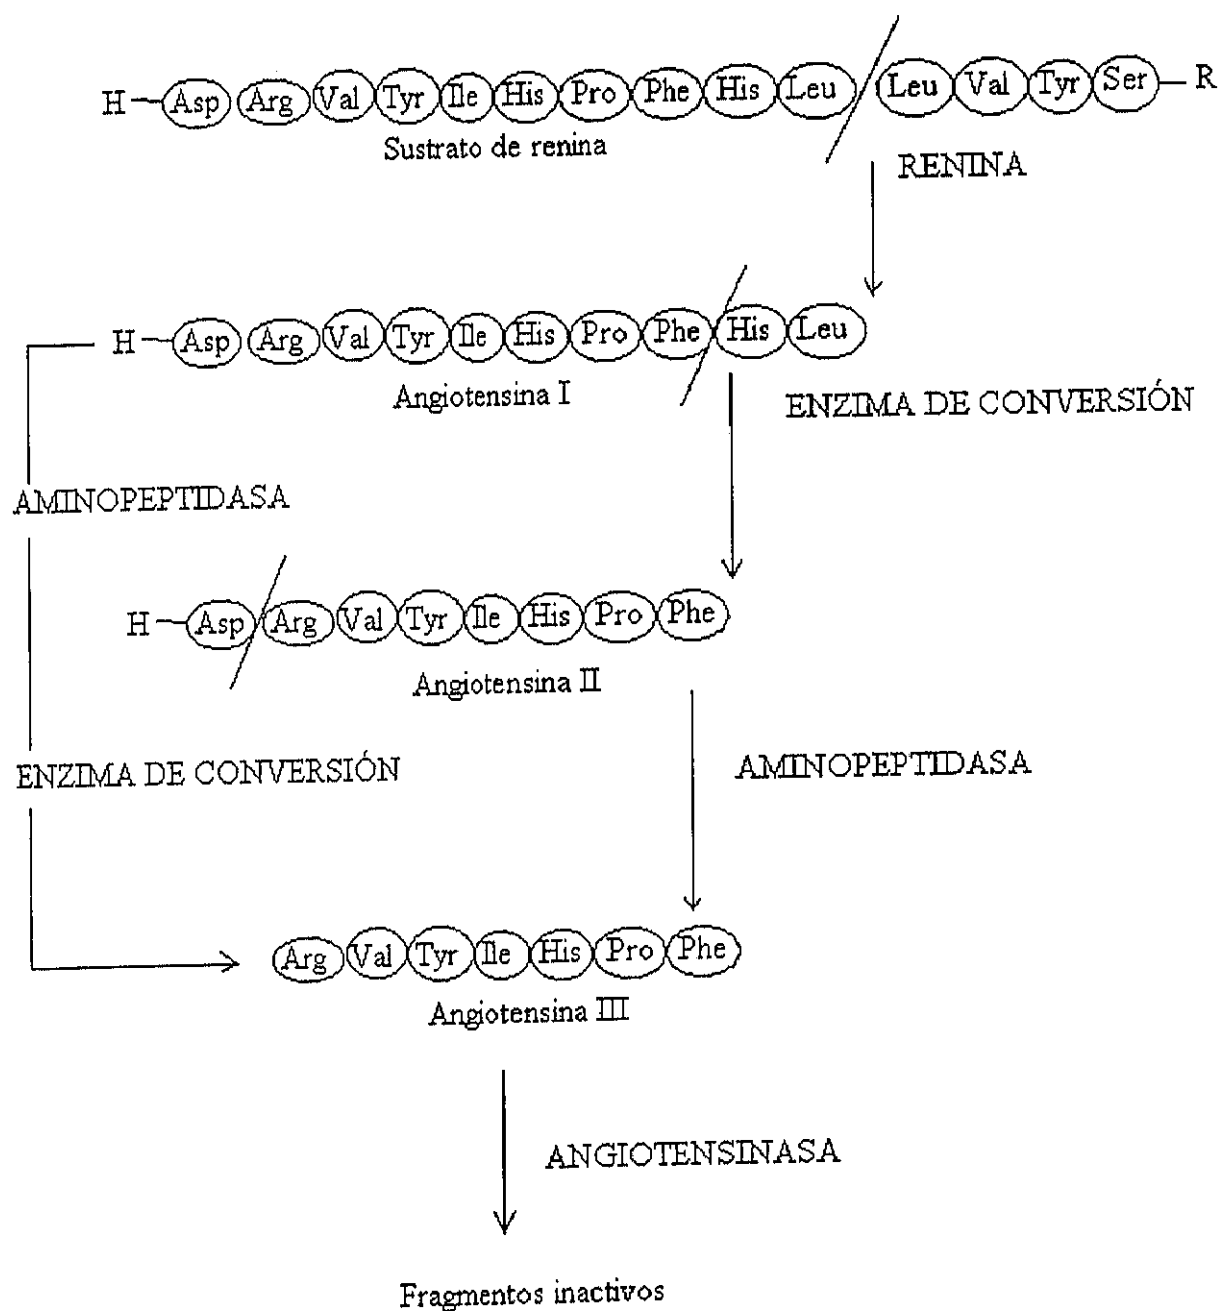 H Asp Arg Val Tyr Ile His Pro Phe His Leu Leu Val Tyr Ser R
Sustrato de renina
RENINA
H Asp Arg Val Tyr Ile His Pro Phe His Leu
Angiotensina I
ENZIMA DE CONVERSIÓN
AMINOPEPTIDASA
H Asp Arg Val Tyr Ile His Pro Phe
Angiotensina II
ENZIMA DE CONVERSIÓN
AMINOPEPTIDASA
Arg Val Tyr Ile His Pro Phe
Angiotensina III
ANGIOTENSINASA
Fragmentos inactivos